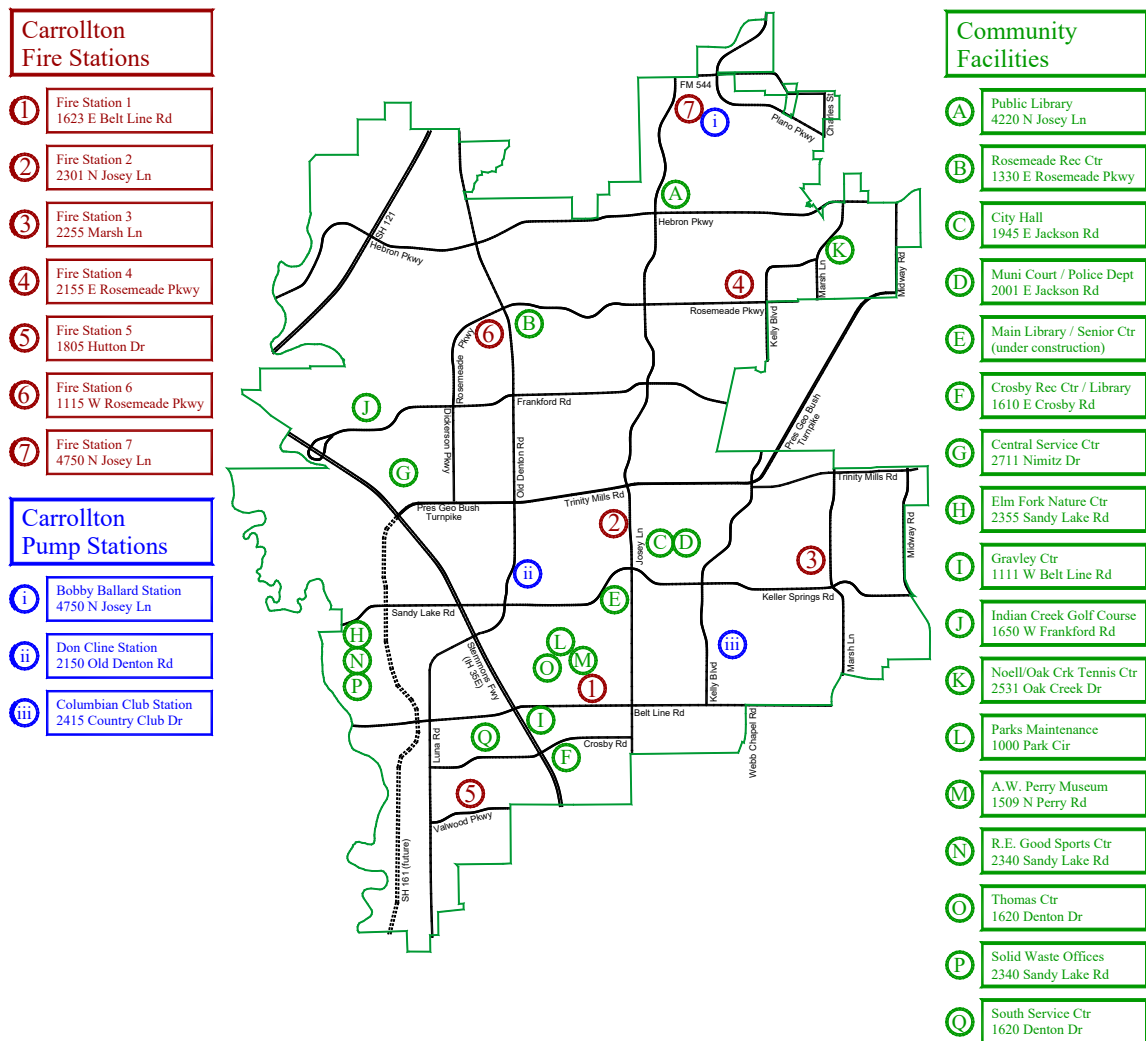 Carrollton
Fire Stations
1
Fire Station 1
1623 E Belt Line Rd
2
Fire Station 2
2301 N Josey Ln
3
Fire Station 3
2255 Marsh Ln
4
Fire Station 4
2155 E Rosemeade Pkwy
5
Fire Station 5
1805 Hutton Dr
6
Fire Station 6
1115 W Rosemeade Pkwy
7
Fire Station 7
4750 N Josey Ln
Carrollton
Pump Stations
i
Bobby Ballard Station
4750 N Josey Ln
ii
Don Cline Station
2150 Old Denton Rd
iii
Columbian Club Station
2415 Country Club Dr
FM 544
7
i
Plano Pkwy
Charles St
A
SH 121
Hebron Pkwy
Hebron Pkwy
K
Marsh Ln
Midway Rd
4
Rosemeade Pkwy
Kelly Blvd
6
B
Rosemeade
Pkwy
J
Frankford Rd
Dickerson Pkwy
Old Denton Rd
Pres Geo Bush
Turnpike
G
Pres Geo Bush
Turnpike
Trinity Mills Rd
Trinity Mills Rd
2
Josey Ln
C
D
3
Midway Rd
ii
E
Keller Springs Rd
Sandy Lake Rd
H
N
P
Stemmons Fwy
(IH 35E)
L
O
M
1
iii
Kelly Blvd
Marsh Ln
I
Belt Line Rd
Webb Chapel Rd
Luna Rd
Q
Crosby Rd
F
5
Valwood Pkwy
SH 161 (future)
Community
Facilities
A
Public Library
4220 N Josey Ln
B
Rosemeade Rec Ctr
1330 E Rosemeade Pkwy
C
City Hall
1945 E Jackson Rd
D
Muni Court / Police Dept
2001 E Jackson Rd
E
Main Library / Senior Ctr
(under construction)
F
Crosby Rec Ctr / Library
1610 E Crosby Rd
G
Central Service Ctr
2711 Nimitz Dr
H
Elm Fork Nature Ctr
2355 Sandy Lake Rd
I
Gravley Ctr
1111 W Belt Line Rd
J
Indian Creek Golf Course
1650 W Frankford Rd
K
Noell/Oak Crk Tennis Ctr
2531 Oak Creek Dr
L
Parks Maintenance
1000 Park Cir
M
A.W. Perry Museum
1509 N Perry Rd
N
R.E. Good Sports Ctr
2340 Sandy Lake Rd
O
Thomas Ctr
1620 Denton Dr
P
Solid Waste Offices
2340 Sandy Lake Rd
Q
South Service Ctr
1620 Denton Dr